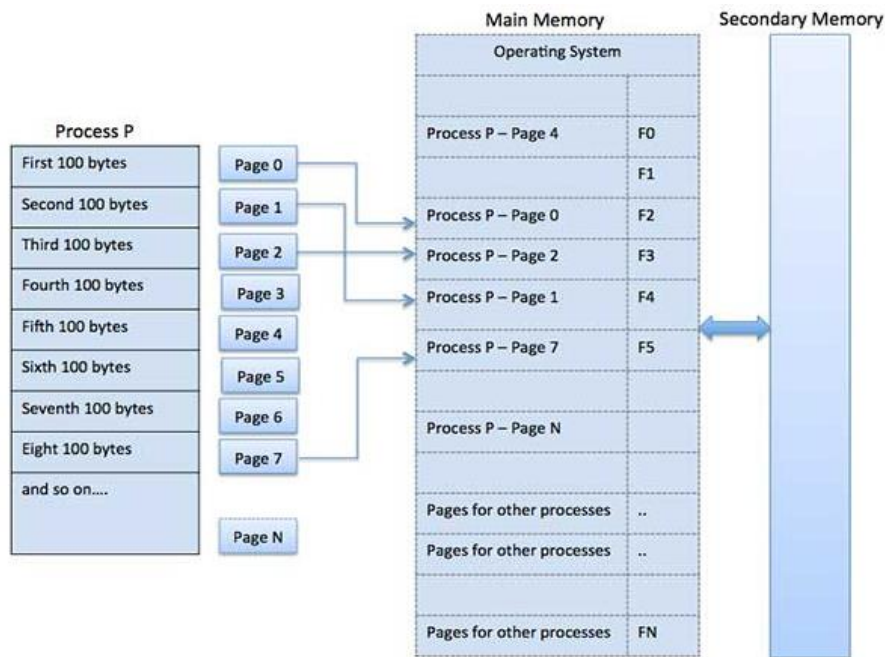 Main Memory
Secondary Memory
Operating System
Process P
First 100 bytes
Second 100 bytes
Third 100 bytes
Fourth 100 bytes
Fifth 100 bytes
Sixth 100 bytes
Seventh 100 bytes
Eight 100 bytes
and so on....
Page 0
Page 1
Page 2
Page 3
Page 4
Page 5
Page 6
Page 7
Page N
Process P – Page 4 F0
F1
Process P – Page 0 F2
Process P – Page 2 F3
Process P – Page 1 F4
Process P – Page 7 F5
Process P – Page N
Pages for other processes ..
Pages for other processes ..
Pages for other processes FN